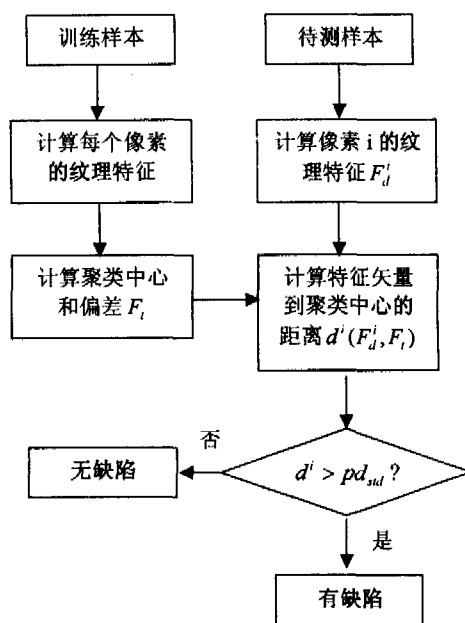 训练样本
待测样本
计算每个像素
的纹理特征
计算像素 i 的纹
理特征 $F_d^i$
计算聚类中心
和偏差 $F_t$
计算特征矢量
到聚类中心的
距离 $d^i(F_d^i, F_t)$
否
无缺陷
$d^i > pd_{std}$ ?
是
有缺陷